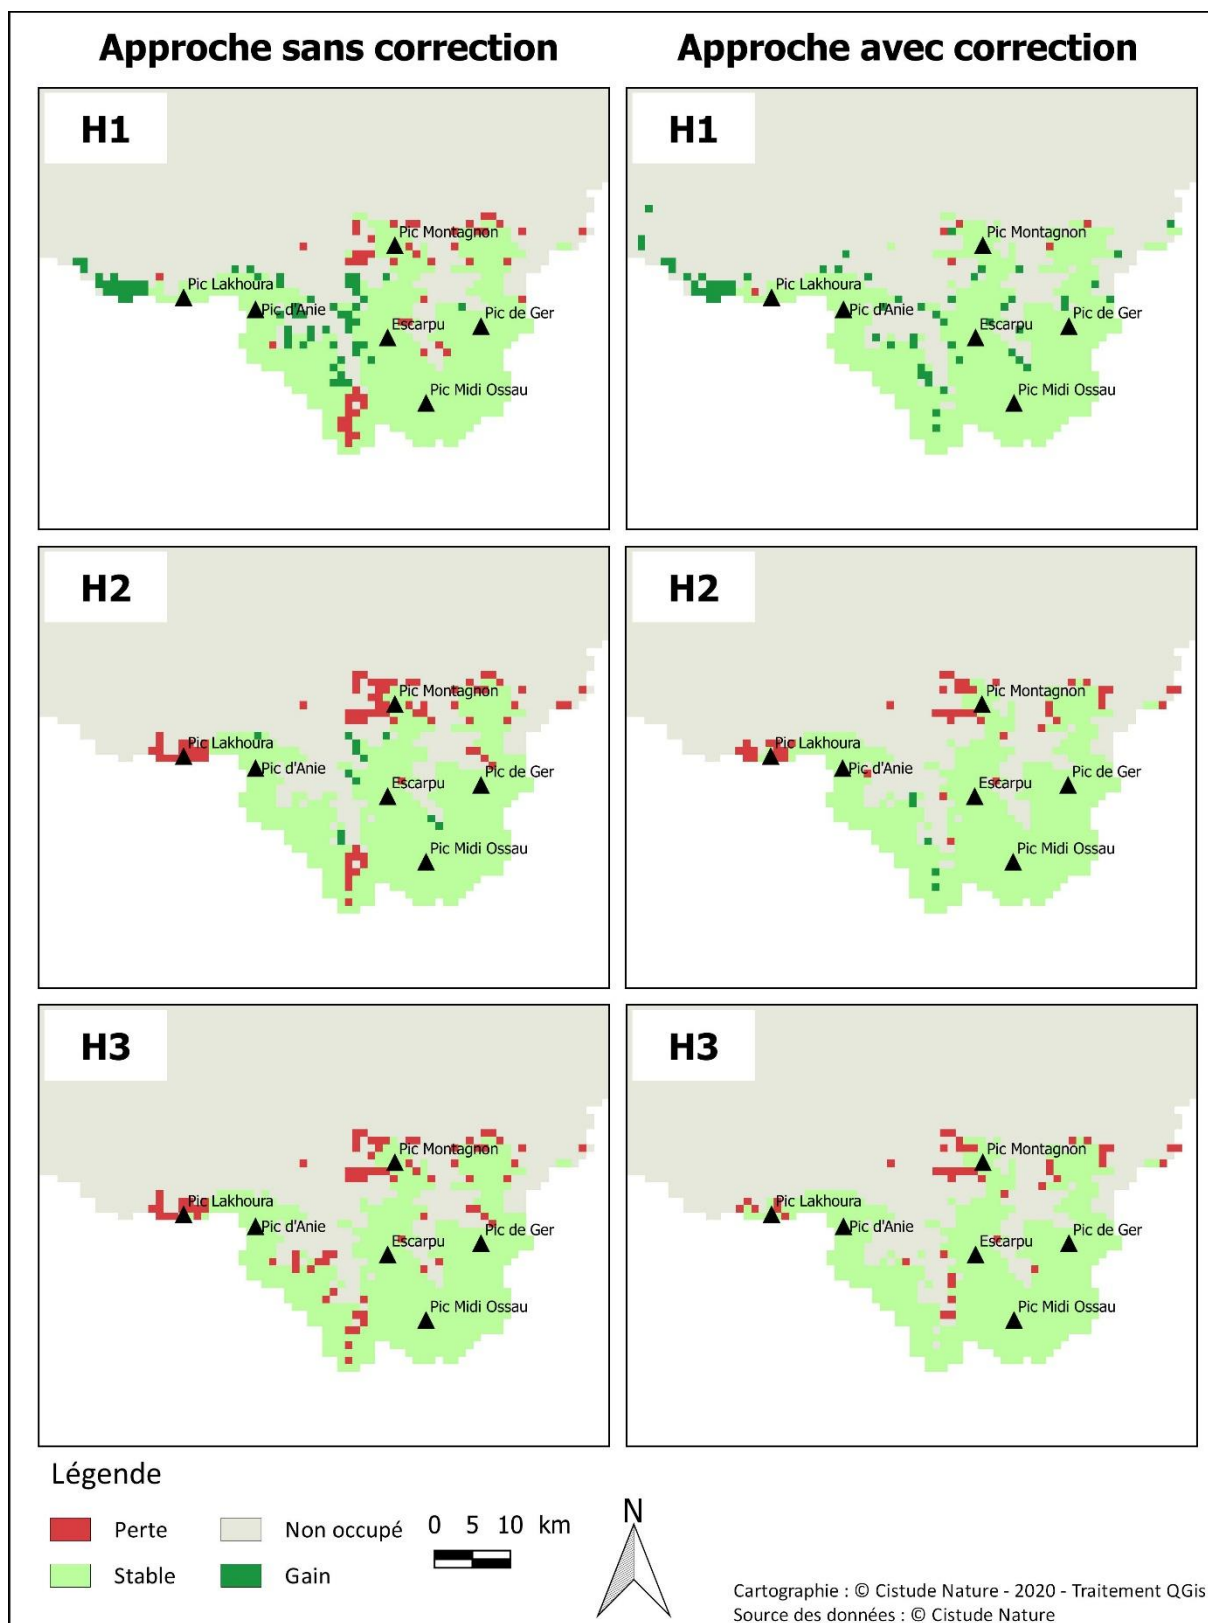 Approche sans correction
Approche avec correction
H1
Pic Montagnon
Pic Lakhoura
Pic d'Anie
Escarpu
Pic de Ger
Pic Midi Ossau
H1
Pic Montagnon
Pic Lakhoura
Pic d'Anie
Escarpu
Pic de Ger
Pic Midi Ossau
H2
Pic Montagnon
Pic Lakhoura
Pic d'Anie
Escarpu
Pic de Ger
Pic Midi Ossau
H2
Pic Montagnon
Pic Lakhoura
Pic d'Anie
Escarpu
Pic de Ger
Pic Midi Ossau
H3
Pic Montagnon
Pic Lakhoura
Pic d'Anie
Escarpu
Pic de Ger
Pic Midi Ossau
H3
Pic Montagnon
Pic Lakhoura
Pic d'Anie
Escarpu
Pic de Ger
Pic Midi Ossau
Légende
Perte
Non occupé
Stable
Gain
0 5 10 km
N
Cartographie : © Cistude Nature - 2020 - Traitement QGis
Source des données : © Cistude Nature